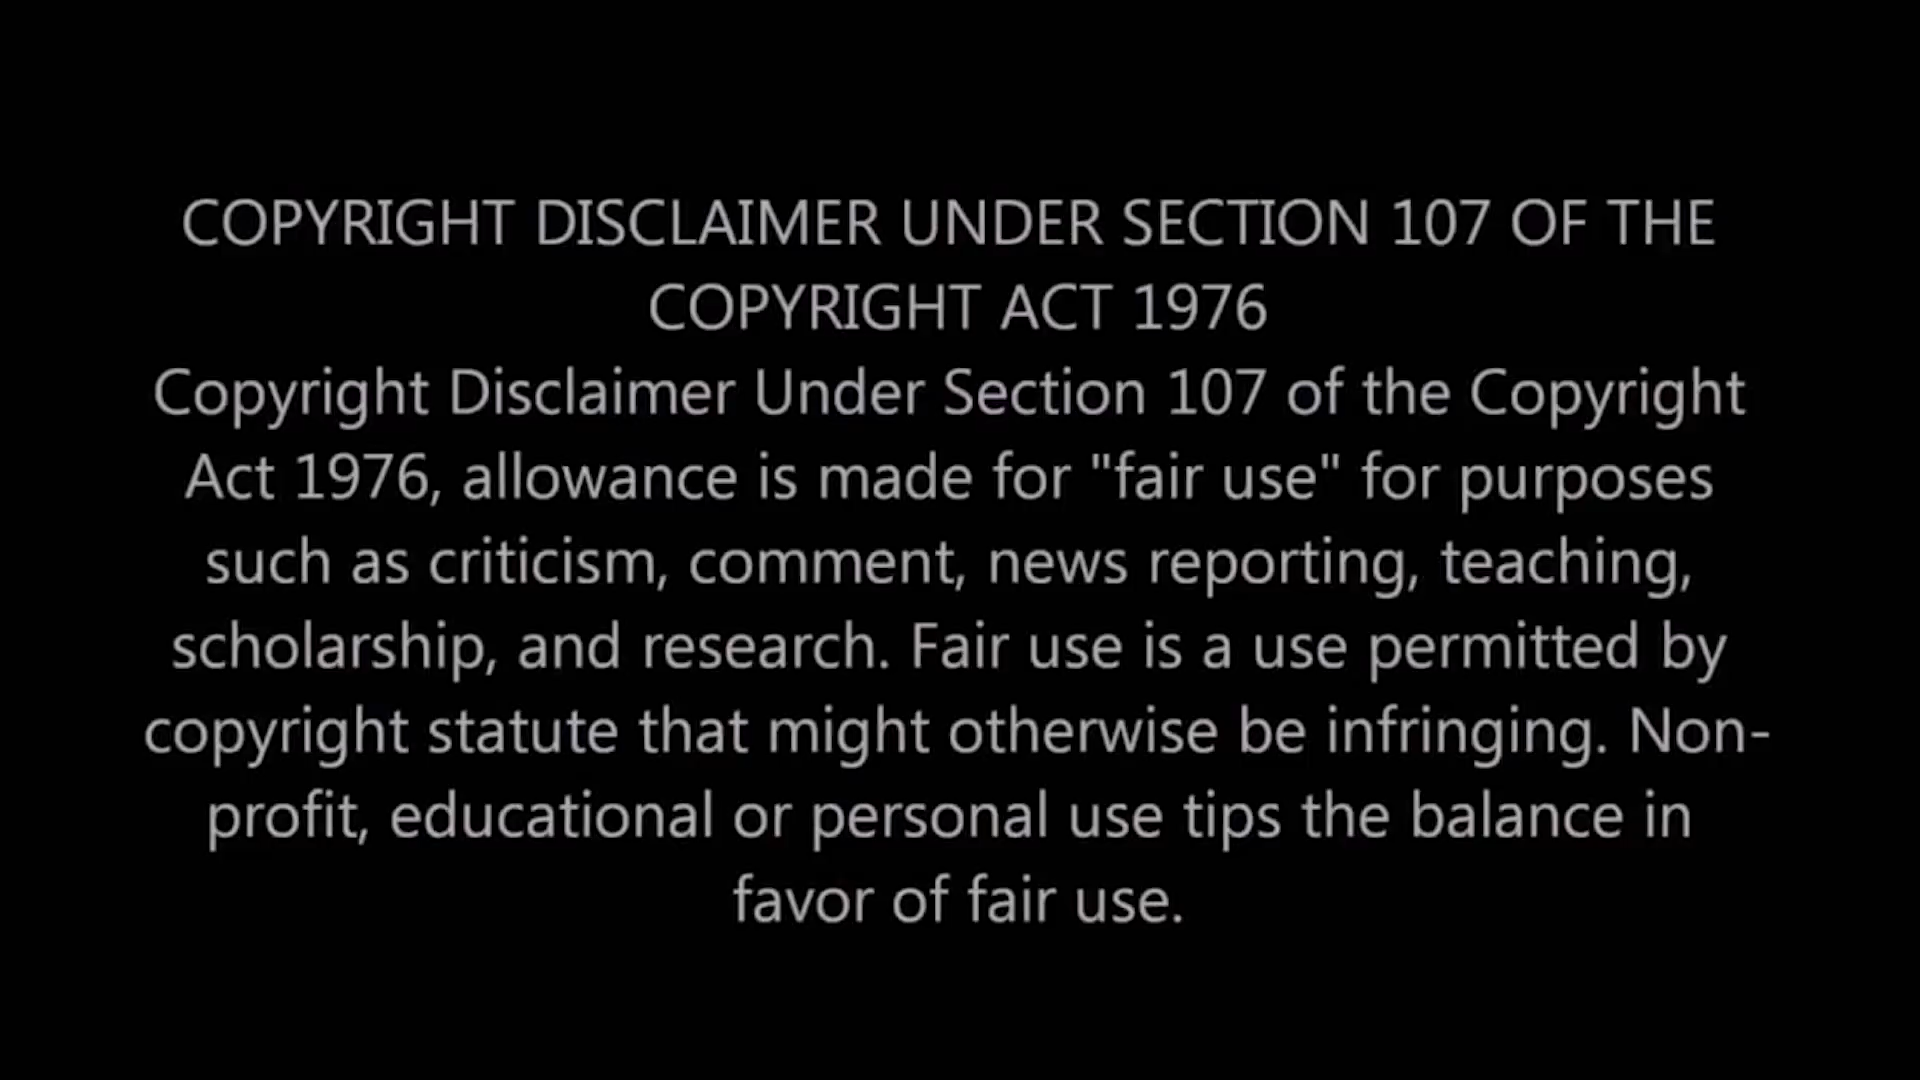 COPYRIGHT DISCLAIMER UNDER SECTION 107 OF THE
COPYRIGHT ACT 1976
Copyright Disclaimer Under Section 107 of the Copyright
Act 1976, allowance is made for "fair use" for purposes
such as criticism, comment, news reporting, teaching,
scholarship, and research. Fair use is a use permitted by
copyright statute that might otherwise be infringing. Non-
profit, educational or personal use tips the balance in
favor of fair use.